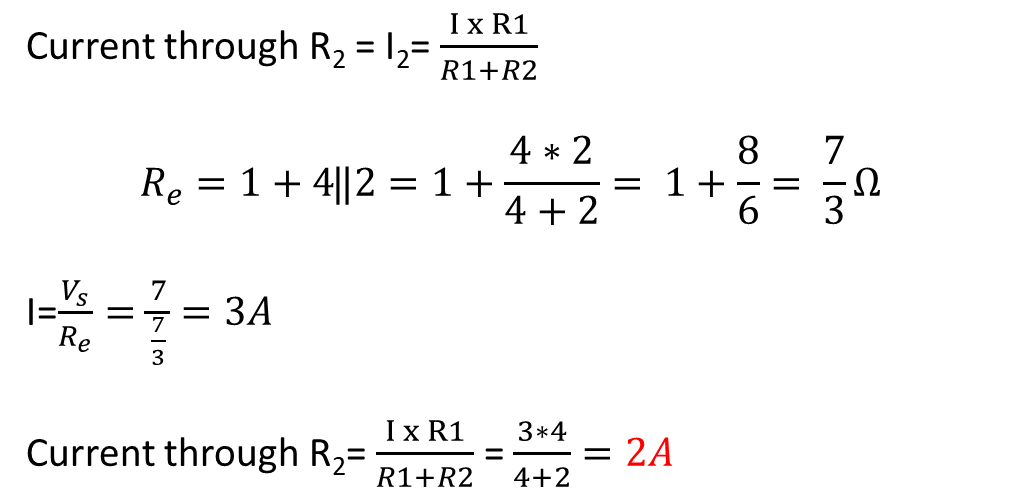 Current through R₂ = I₂= (I x R1)/(R1+R2)
Rₑ = 1 + 4||2 = 1 + (4 ∗ 2)/(4 + 2) = 1 + 8/6 = 7/3 Ω
I= Vₛ/Rₑ = 7/(7/3) = 3A
Current through R₂= (I x R1)/(R1+R2) = (3∗4)/(4+2) = 2A